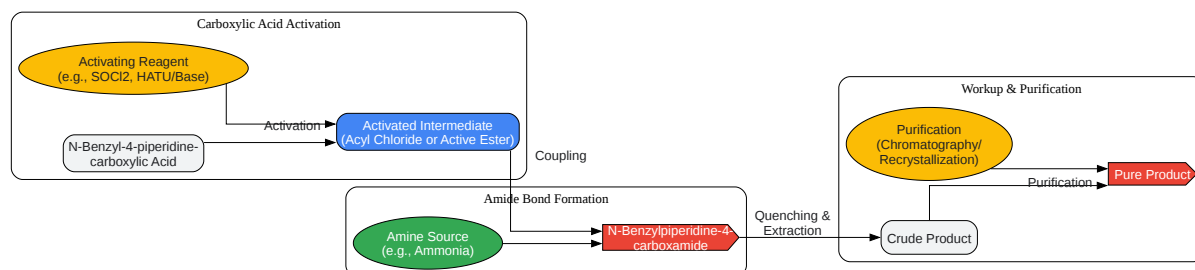 Carboxylic Acid Activation
Activating Reagent
(e.g., SOCl2, HATU/Base)
Activation
N-Benzyl-4-piperidine-
carboxylic Acid
Activated Intermediate
(Acyl Chloride or Active Ester)
Coupling
Amide Bond Formation
Amine Source
(e.g., Ammonia)
N-Benzylpiperidine-4-
carboxamide
Quenching &
Extraction
Workup & Purification
Purification
(Chromatography/
Recrystallization)
Purification
Pure Product
Crude Product